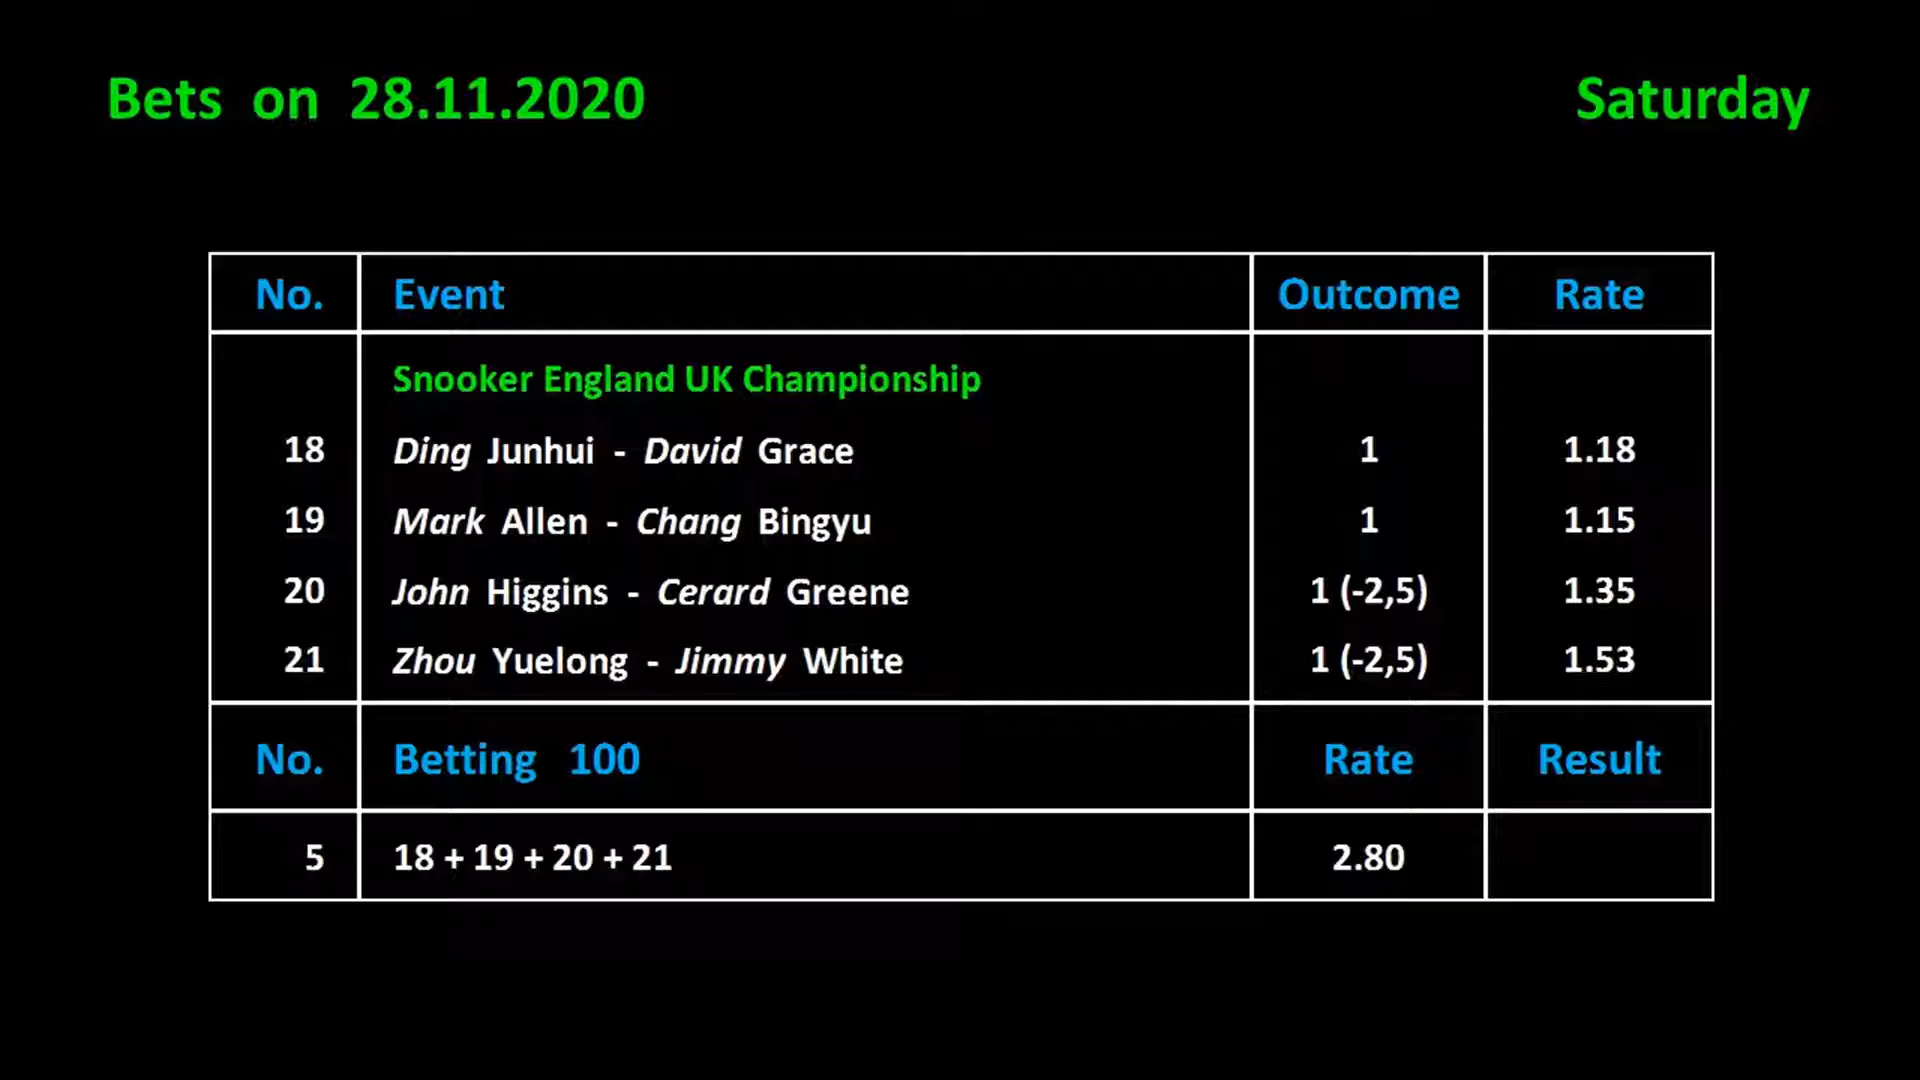 Bets on 28.11.2020 Saturday
No. Event Outcome Rate
Snooker England UK Championship
18 Ding Junhui - David Grace 1 1.18
19 Mark Allen - Chang Bingyu 1 1.15
20 John Higgins - Cerard Greene 1 (-2,5) 1.35
21 Zhou Yuelong - Jimmy White 1 (-2,5) 1.53
No. Betting 100 Rate Result
5 18 + 19 + 20 + 21 2.80